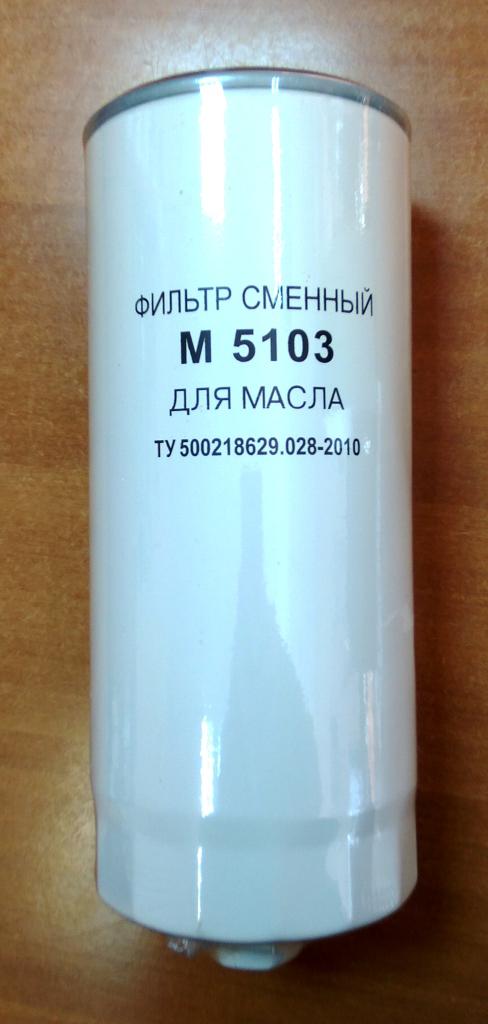 ФИЛЬТР СМЕННЫЙ
М 5103
ДЛЯ МАСЛА
ТУ 500218629.028-2010